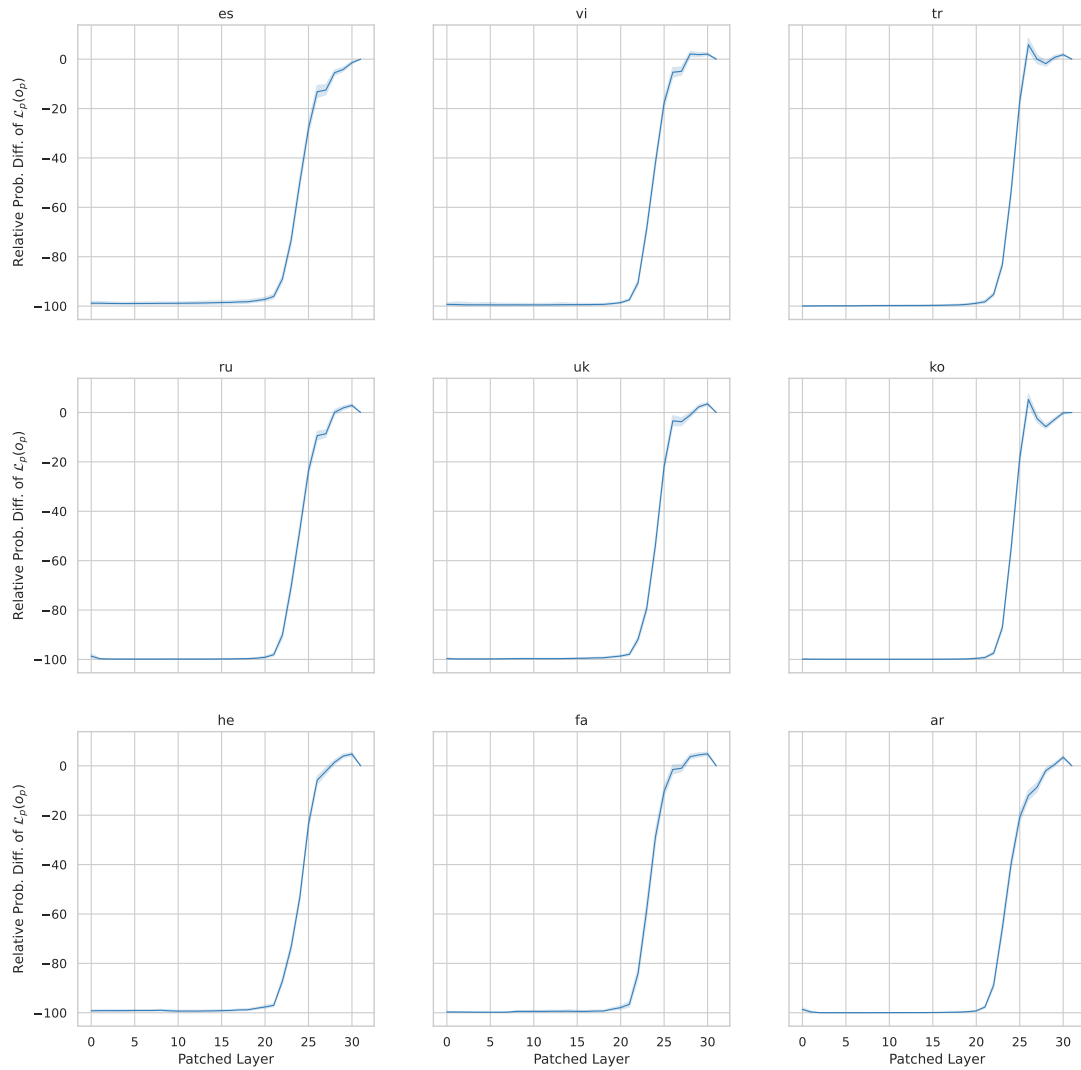 es vi tr
0
−20
−40
−60
−80
−100
Relative Prob. Diff. of ℒₚ(oₚ)
ru uk ko
0
−20
−40
−60
−80
−100
Relative Prob. Diff. of ℒₚ(oₚ)
he fa ar
0
−20
−40
−60
−80
−100
Relative Prob. Diff. of ℒₚ(oₚ)
0 5 10 15 20 25 30 0 5 10 15 20 25 30 0 5 10 15 20 25 30
Patched Layer Patched Layer Patched Layer